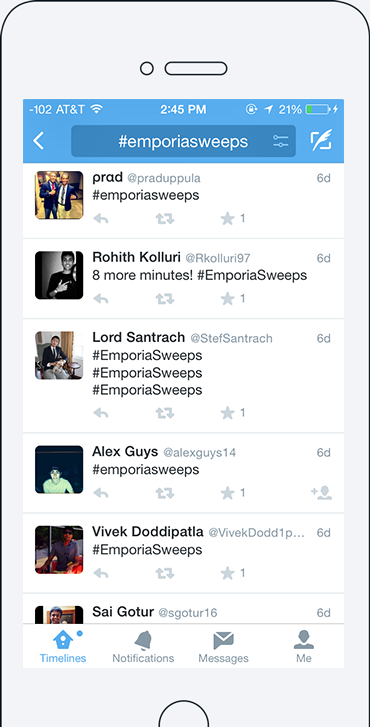 -102 AT&T 2:45 PM 21%
#emporiasweeps
prad @praduppula 6d
#emporiasweeps
1
Rohith Kolluri @Rkolluri97 6d
8 more minutes! #EmporiaSweeps
1
Lord Santrach @StefSantrach 6d
#EmporiaSweeps
#EmporiaSweeps
#EmporiaSweeps
1
Alex Guys @alexguys14 6d
#emporiasweeps
1
Vivek Doddipatla @VivekDodd1p... 6d
#EmporiaSweeps
1
Sai Gotur @sgotur16 6d
Timelines Notifications Messages Me